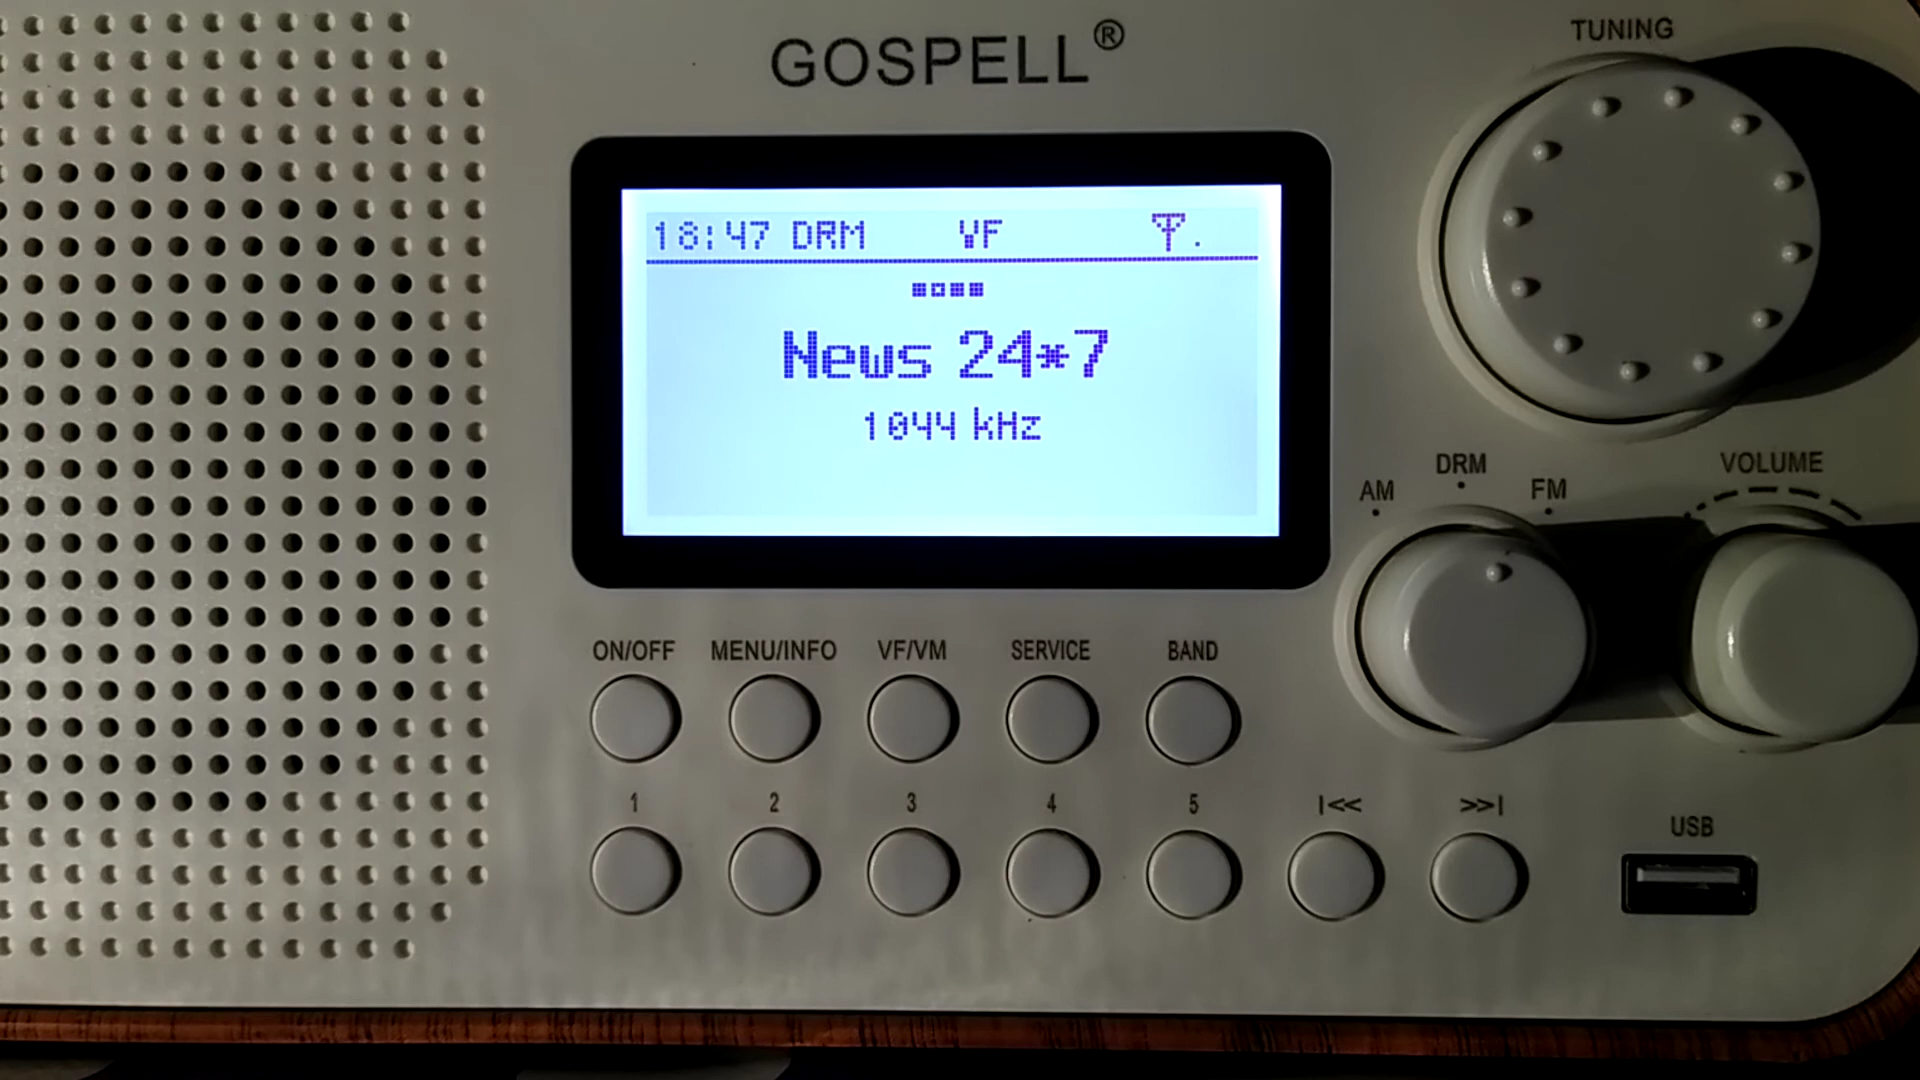 GOSPELL®
TUNING
18:47 DRM VF
News 24*7
1044 kHz
AM DRM FM
VOLUME
ON/OFF MENU/INFO VF/VM SERVICE BAND
1 2 3 4 5 |<< >>|
USB